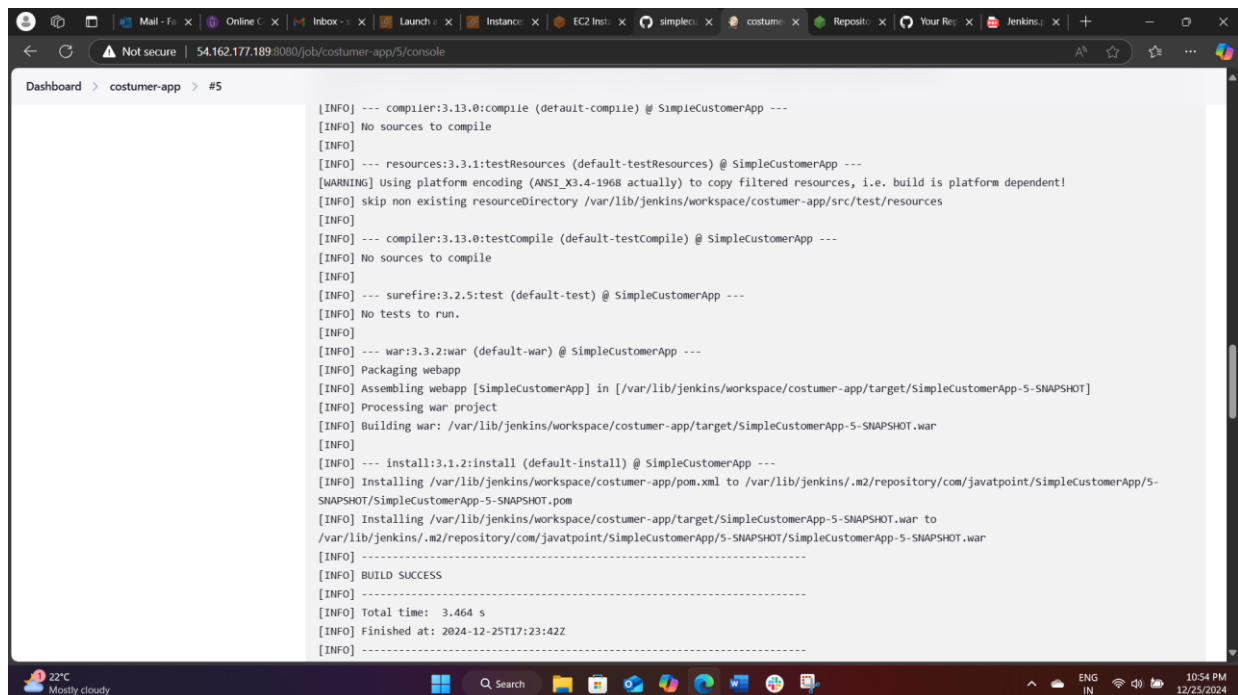 Mail - Fa
Online C
Inbox - s
Launch a
Instance
EC2 Inst
simplecu
costume
Reposito
Your Rep
Jenkins.p
Not secure | 54.162.177.189:8080/job/costumer-app/5/console
Dashboard > costumer-app > #5
[INFO] --- compiler:3.13.0:compile (default-compile) @ SimpleCustomerApp ---
[INFO] No sources to compile
[INFO]
[INFO] --- resources:3.3.1:testResources (default-testResources) @ SimpleCustomerApp ---
[WARNING] Using platform encoding (ANSI_X3.4-1968 actually) to copy filtered resources, i.e. build is platform dependent!
[INFO] skip non existing resourceDirectory /var/lib/jenkins/workspace/costumer-app/src/test/resources
[INFO]
[INFO] --- compiler:3.13.0:testCompile (default-testCompile) @ SimpleCustomerApp ---
[INFO] No sources to compile
[INFO]
[INFO] --- surefire:3.2.5:test (default-test) @ SimpleCustomerApp ---
[INFO] No tests to run.
[INFO]
[INFO] --- war:3.3.2:war (default-war) @ SimpleCustomerApp ---
[INFO] Packaging webapp
[INFO] Assembling webapp [SimpleCustomerApp] in [/var/lib/jenkins/workspace/costumer-app/target/SimpleCustomerApp-5-SNAPSHOT]
[INFO] Processing war project
[INFO] Building war: /var/lib/jenkins/workspace/costumer-app/target/SimpleCustomerApp-5-SNAPSHOT.war
[INFO]
[INFO] --- install:3.1.2:install (default-install) @ SimpleCustomerApp ---
[INFO] Installing /var/lib/jenkins/workspace/costumer-app/pom.xml to /var/lib/jenkins/.m2/repository/com/javatpoint/SimpleCustomerApp/5-
SNAPSHOT/SimpleCustomerApp-5-SNAPSHOT.pom
[INFO] Installing /var/lib/jenkins/workspace/costumer-app/target/SimpleCustomerApp-5-SNAPSHOT.war to
/var/lib/jenkins/.m2/repository/com/javatpoint/SimpleCustomerApp/5-SNAPSHOT/SimpleCustomerApp-5-SNAPSHOT.war
[INFO] ------------------------------------------------------------------------
[INFO] BUILD SUCCESS
[INFO] ------------------------------------------------------------------------
[INFO] Total time:  3.464 s
[INFO] Finished at: 2024-12-25T17:23:42Z
[INFO] ------------------------------------------------------------------------
1
22°C
Mostly cloudy
Search
ENG
IN
10:54 PM
12/25/2024